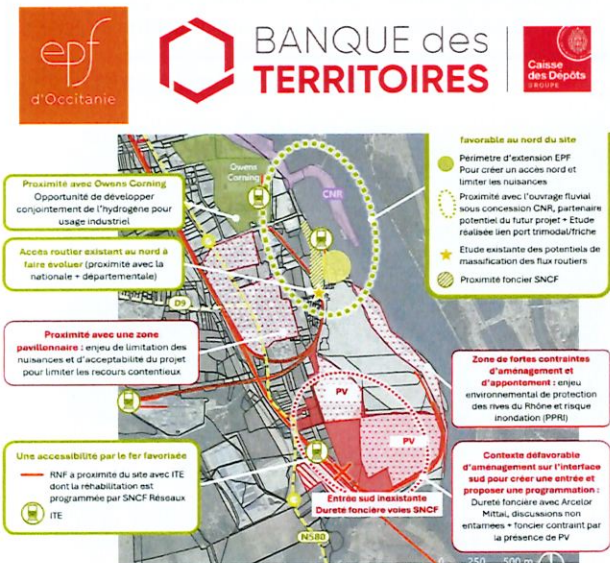 epf
d'Occitanie
BANQUE des
TERRITOIRES
Caisse
des Dépôts
GROUPE
favorable au nord du site
Périmetre d'extension EPF
Pour créer un accès nord et
limiter les nuisances
Proximité avec l'ouvrage fluvial
sous concession CNR, partenaire
potentiel du futur projet + Etude
réalisée lien port trimodal/friche
Etude existante des potentiels de
massification des flux routiers
Proximité foncier SNCF
Proximité avec Owens Corning
Opportunité de développer
conjointement de l'hydrogène pour
usage industriel
Owens
Corning
CNR
Accès routier existant au nord à
faire évoluer (proximité avec la
nationale + départementale)
D9
Proximité avec une zone
pavillonnaire : enjeu de limitation des
nuisances et d'acceptabilité du projet
pour limiter les recours contentieux
PV
PV
Zone de fortes contraintes
d'aménagement et
d'appontement : enjeu
environnemental de protection
des rives du Rhône et risque
inondation (PPRI)
Une accessibilité par le fer favorisée
RNF à proximité du site avec ITE
dont la réhabilitation est
programmée par SNCF Réseaux
ITE
Entrée sud inexistante
Dureté foncière voies SNCF
Contexte défavorable
d'aménagement sur l'interface
sud pour créer une entrée et
proposer une programmation :
Dureté foncière avec Arcelor
Mittal, discussions non
entamées + foncier contraint par
la présence de PV
N580
0 250 500 m